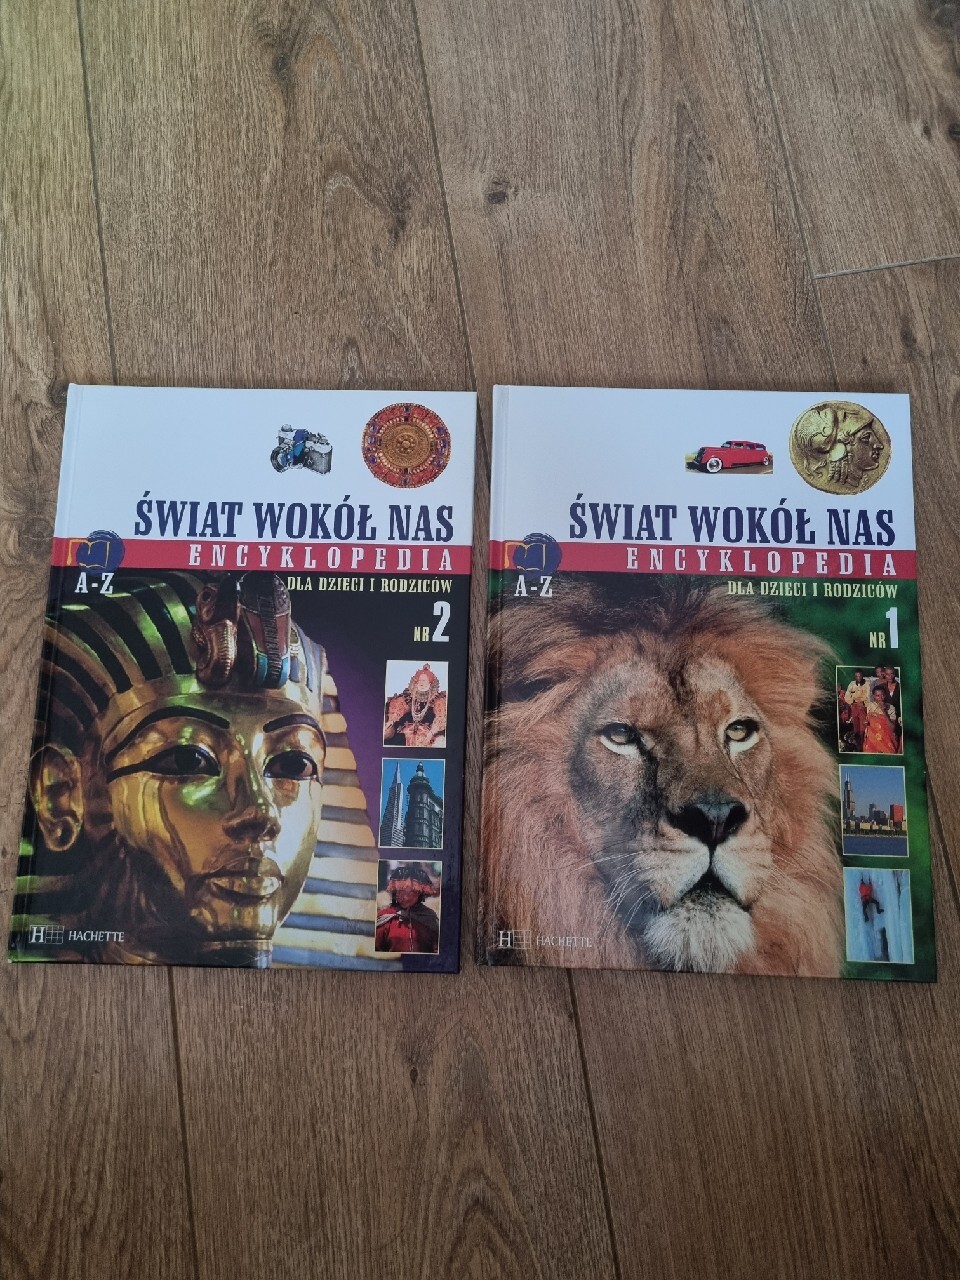 ŚWIAT WOKÓŁ NAS
ENCYKLOPEDIA
A-Z
DLA DZIECI I RODZICÓW
NR 2
H HACHETTE
ŚWIAT WOKÓŁ NAS
ENCYKLOPEDIA
A-Z
DLA DZIECI I RODZICÓW
NR 1
H HACHETTE